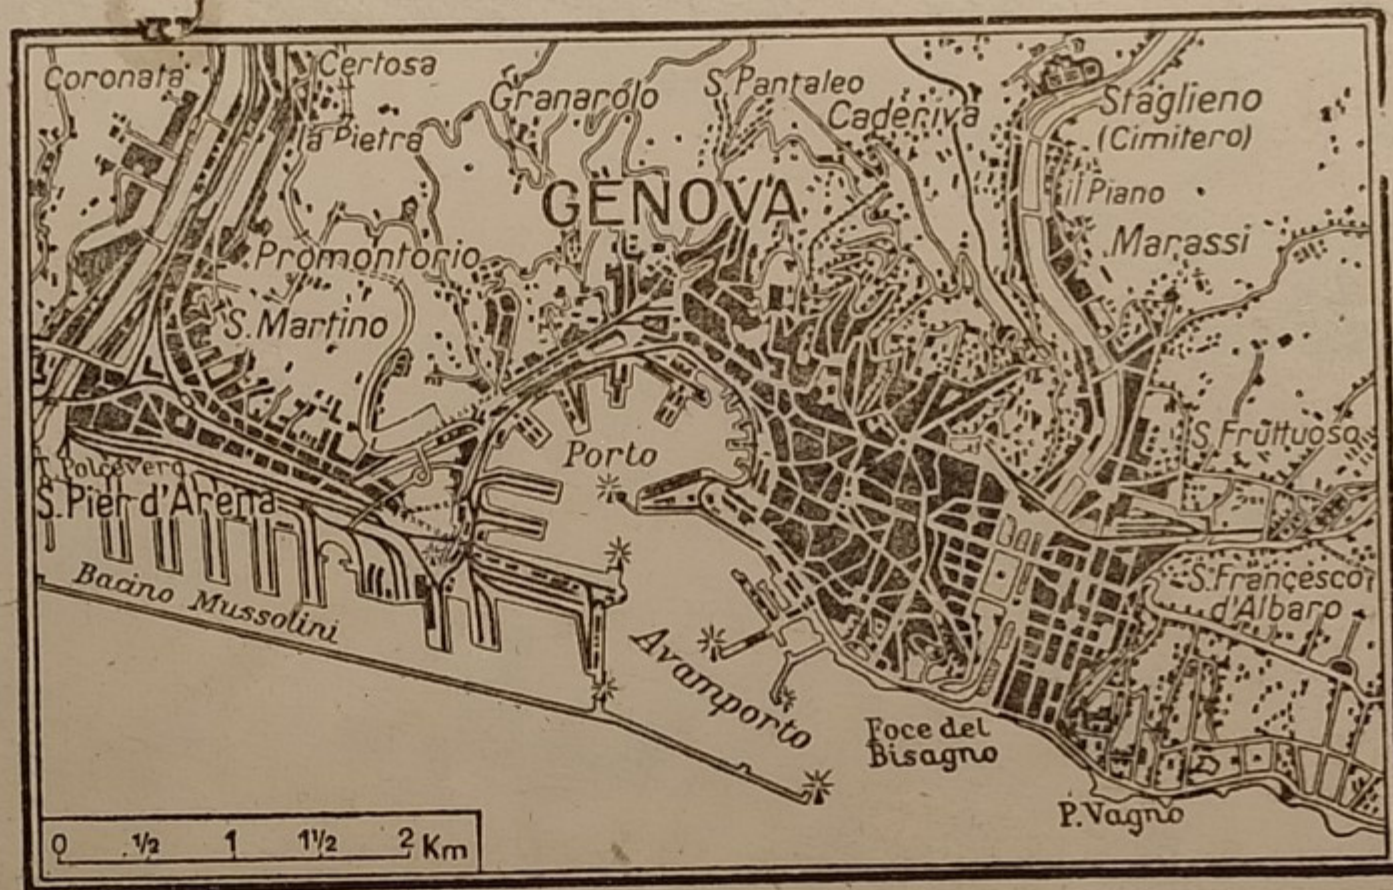 Coronata
Certosa
la Pietra
Granarolo
S. Pantaleo
Caderiva
Staglieno
(Cimitero)
il Piano
Marassi
GENOVA
Promontorio
S. Martino
Porto
S. Fruttuoso
T. Polcevera
S. Pier d'Arena
Bacino Mussolini
Avamporto
S. Francesco
d'Albaro
Foce del
Bisagno
P. Vagno
0 1/2 1 1 1/2 2 Km